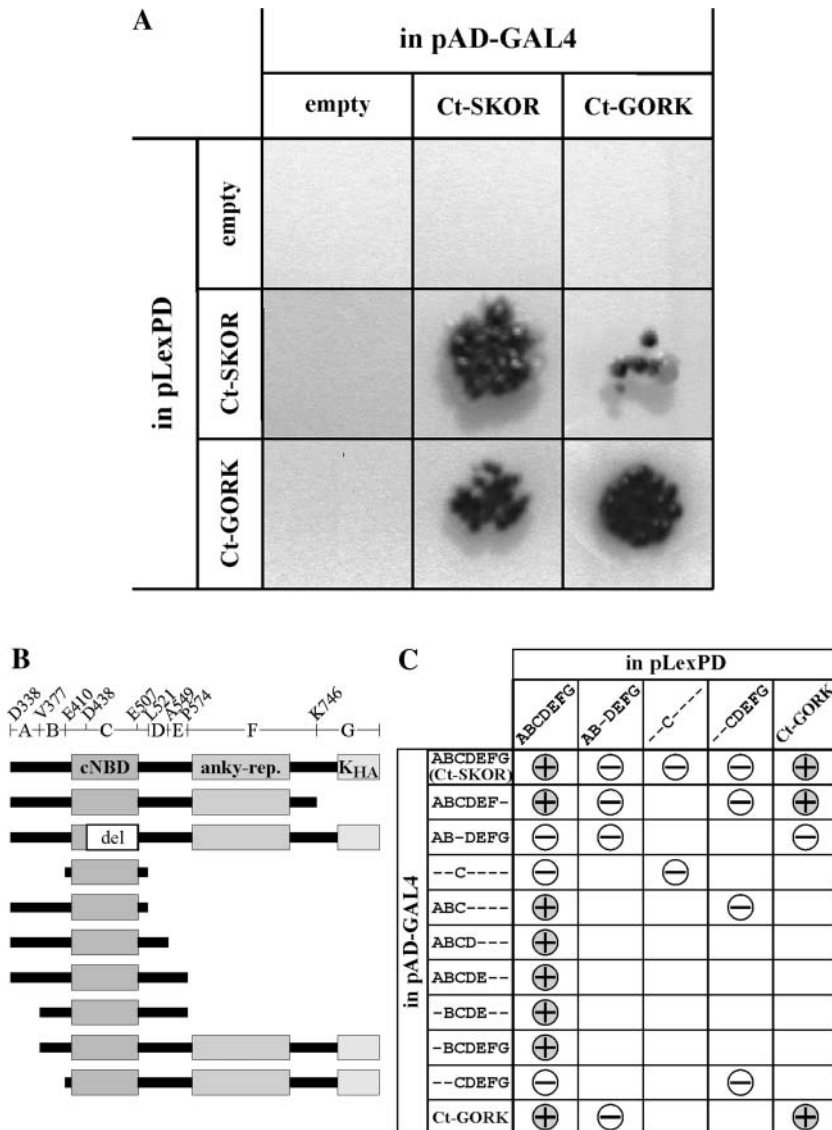 A
in pAD-GAL4
empty Ct-SKOR Ct-GORK
in pLexPD
empty
Ct-SKOR
Ct-GORK
B
D338 V377 E410 D438 E507 L521 A549 P574 K746
A B C D E F G
cNBD anky-rep. KHA
del
C
in pLexPD
ABCDEFG AB-DEFG --C---- --CDEFG Ct-GORK
in pAD-GAL4
ABCDEFG + − − − +
(Ct-SKOR)
ABCDEF- + − − +
AB-DEFG − − −
--C---- − −
ABC---- + −
ABCD--- +
ABCDE-- +
-BCDE-- +
-BCDEFG +
--CDEFG − −
Ct-GORK + − +